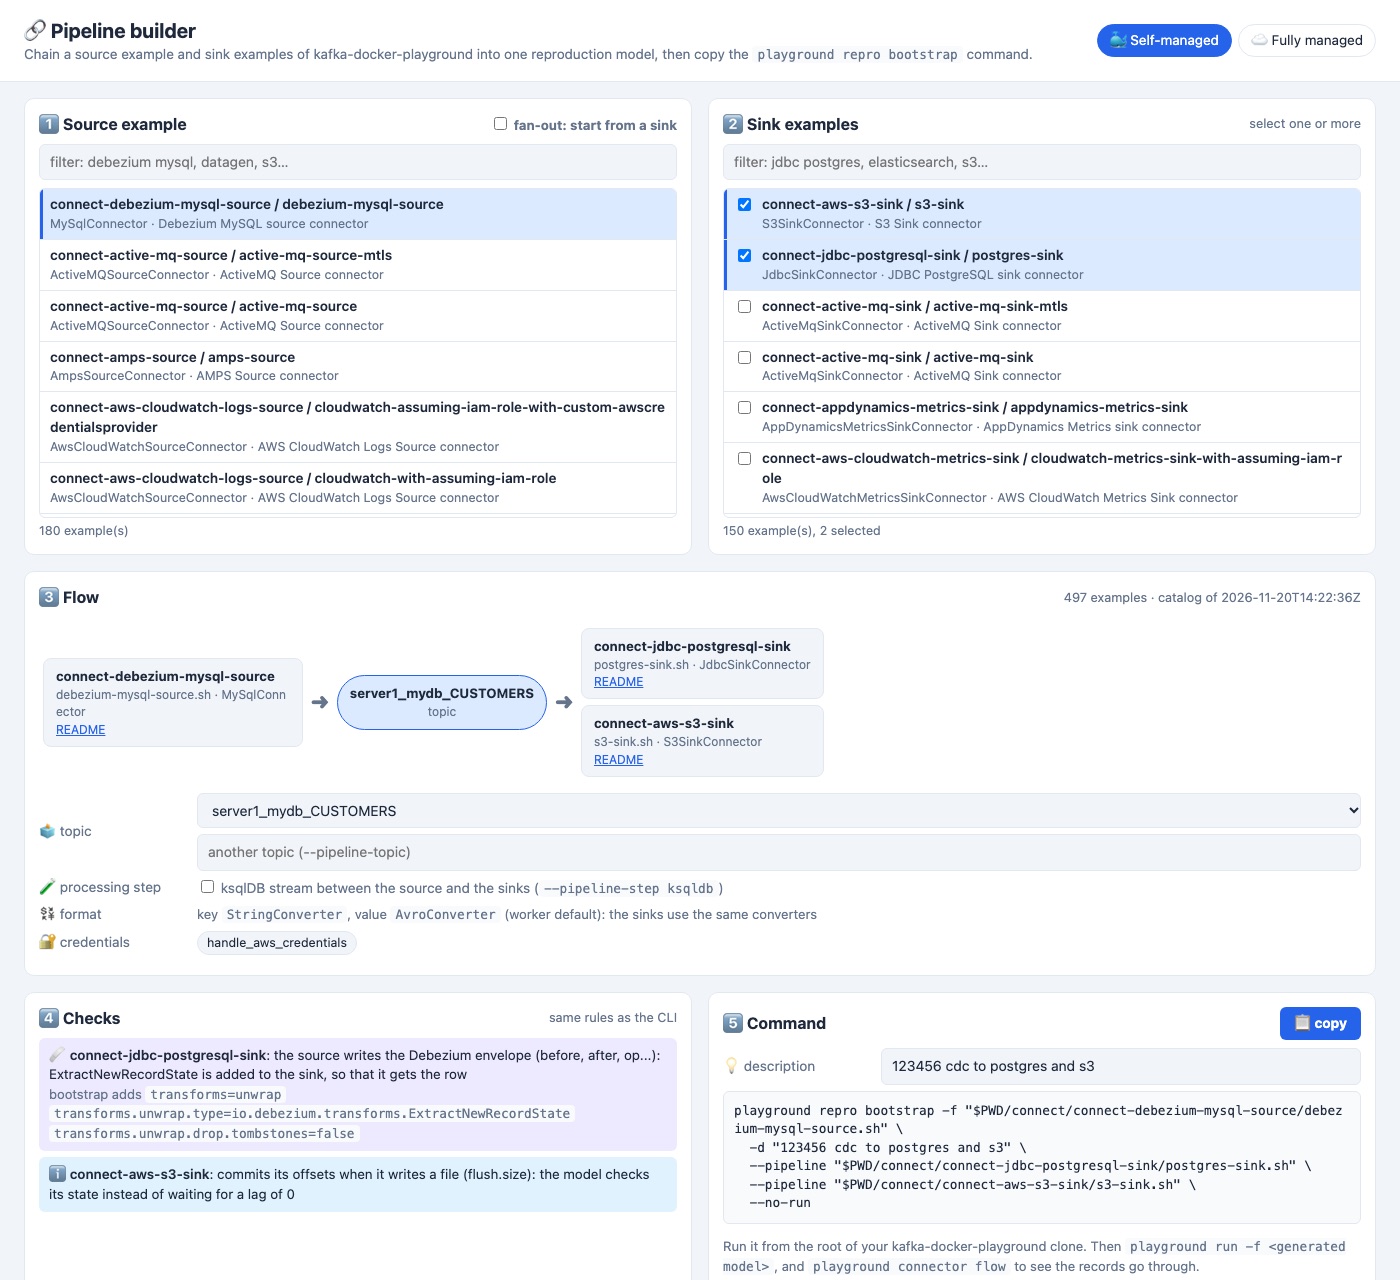 🔗 Pipeline builder
Chain a source example and sink examples of kafka-docker-playground into one reproduction model, then copy the playground repro bootstrap command.
🐳 Self-managed
☁️ Fully managed
1 Source example
fan-out: start from a sink
filter: debezium mysql, datagen, s3...
connect-debezium-mysql-source / debezium-mysql-source
MySqlConnector · Debezium MySQL source connector
connect-active-mq-source / active-mq-source-mtls
ActiveMQSourceConnector · ActiveMQ Source connector
connect-active-mq-source / active-mq-source
ActiveMQSourceConnector · ActiveMQ Source connector
connect-amps-source / amps-source
AmpsSourceConnector · AMPS Source connector
connect-aws-cloudwatch-logs-source / cloudwatch-assuming-iam-role-with-custom-awscre
dentialsprovider
AwsCloudWatchSourceConnector · AWS CloudWatch Logs Source connector
connect-aws-cloudwatch-logs-source / cloudwatch-with-assuming-iam-role
AwsCloudWatchSourceConnector · AWS CloudWatch Logs Source connector
180 example(s)
2 Sink examples
select one or more
filter: jdbc postgres, elasticsearch, s3...
connect-aws-s3-sink / s3-sink
S3SinkConnector · S3 Sink connector
connect-jdbc-postgresql-sink / postgres-sink
JdbcSinkConnector · JDBC PostgreSQL sink connector
connect-active-mq-sink / active-mq-sink-mtls
ActiveMqSinkConnector · ActiveMQ Sink connector
connect-active-mq-sink / active-mq-sink
ActiveMqSinkConnector · ActiveMQ Sink connector
connect-appdynamics-metrics-sink / appdynamics-metrics-sink
AppDynamicsMetricsSinkConnector · AppDynamics Metrics sink connector
connect-aws-cloudwatch-metrics-sink / cloudwatch-metrics-sink-with-assuming-iam-r
ole
AwsCloudWatchMetricsSinkConnector · AWS CloudWatch Metrics Sink connector
150 example(s), 2 selected
3 Flow
497 examples · catalog of 2026-11-20T14:22:36Z
connect-debezium-mysql-source
debezium-mysql-source.sh · MySqlConn
ector
README
➜
server1_mydb_CUSTOMERS
topic
➜
connect-jdbc-postgresql-sink
postgres-sink.sh · JdbcSinkConnector
README
connect-aws-s3-sink
s3-sink.sh · S3SinkConnector
README
topic
server1_mydb_CUSTOMERS
another topic (--pipeline-topic)
processing step
ksqlDB stream between the source and the sinks ( --pipeline-step ksqldb )
format
key StringConverter , value AvroConverter (worker default): the sinks use the same converters
credentials
handle_aws_credentials
4 Checks
same rules as the CLI
connect-jdbc-postgresql-sink: the source writes the Debezium envelope (before, after, op...):
ExtractNewRecordState is added to the sink, so that it gets the row
bootstrap adds transforms=unwrap
transforms.unwrap.type=io.debezium.transforms.ExtractNewRecordState
transforms.unwrap.drop.tombstones=false
ℹ️ connect-aws-s3-sink: commits its offsets when it writes a file (flush.size): the model checks
its state instead of waiting for a lag of 0
5 Command
📋 copy
💡 description
123456 cdc to postgres and s3
playground repro bootstrap -f "$PWD/connect/connect-debezium-mysql-source/debez
ium-mysql-source.sh" \
-d "123456 cdc to postgres and s3" \
--pipeline "$PWD/connect/connect-jdbc-postgresql-sink/postgres-sink.sh" \
--pipeline "$PWD/connect/connect-aws-s3-sink/s3-sink.sh" \
--no-run
Run it from the root of your kafka-docker-playground clone. Then playground run -f <generated
model> , and playground connector flow to see the records go through.